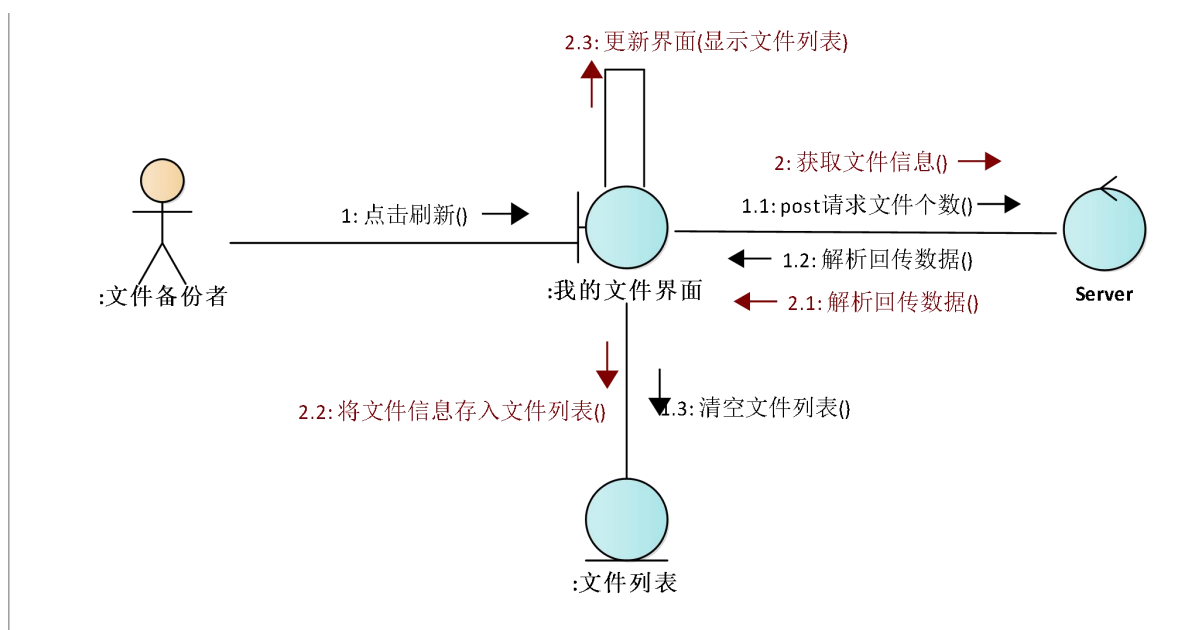 2.3: 更新界面(显示文件列表)
2: 获取文件信息()
1: 点击刷新()
1.1: post请求文件个数()
1.2: 解析回传数据()
:文件备份者
:我的文件界面
Server
2.1: 解析回传数据()
2.2: 将文件信息存入文件列表()
1.3: 清空文件列表()
:文件列表